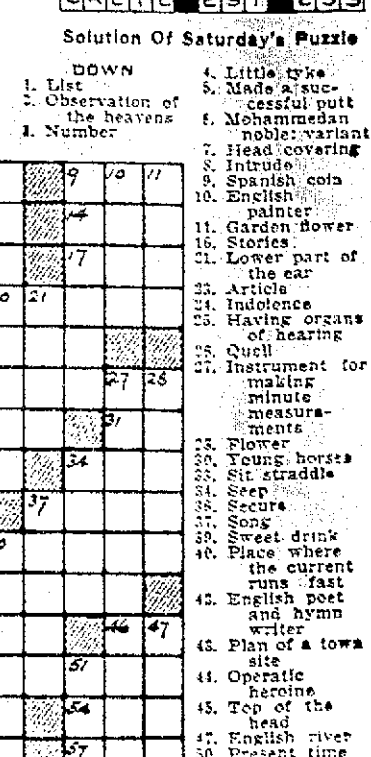 Solution Of Saturday's Puzzle
DOWN
1. List
2. Observation of
the heavens
3. Number
4. Little tyke
5. Made a suc-
cessful putt
6. Mohammedan
noble: variant
7. Head covering
8. Intrude
9. Spanish coin
10. English
painter
11. Garden flower
16. Stories
21. Lower part of
the ear
23. Article
24. Indolence
25. Having organs
of hearing
26. Quell
27. Instrument for
making
minute
measure-
ments
28. Flower
30. Young horses
33. Sit straddle
34. Seep
36. Secure
37. Song
39. Sweet drink
40. Place where
the current
runs fast
42. English poet
and hymn
writer
43. Plan of a town
site
44. Operatic
heroine
45. Top of the
head
47. English river
50. Present time
9 10 11
14
17
21
27 28
31
34
37
46 47
51
54
57